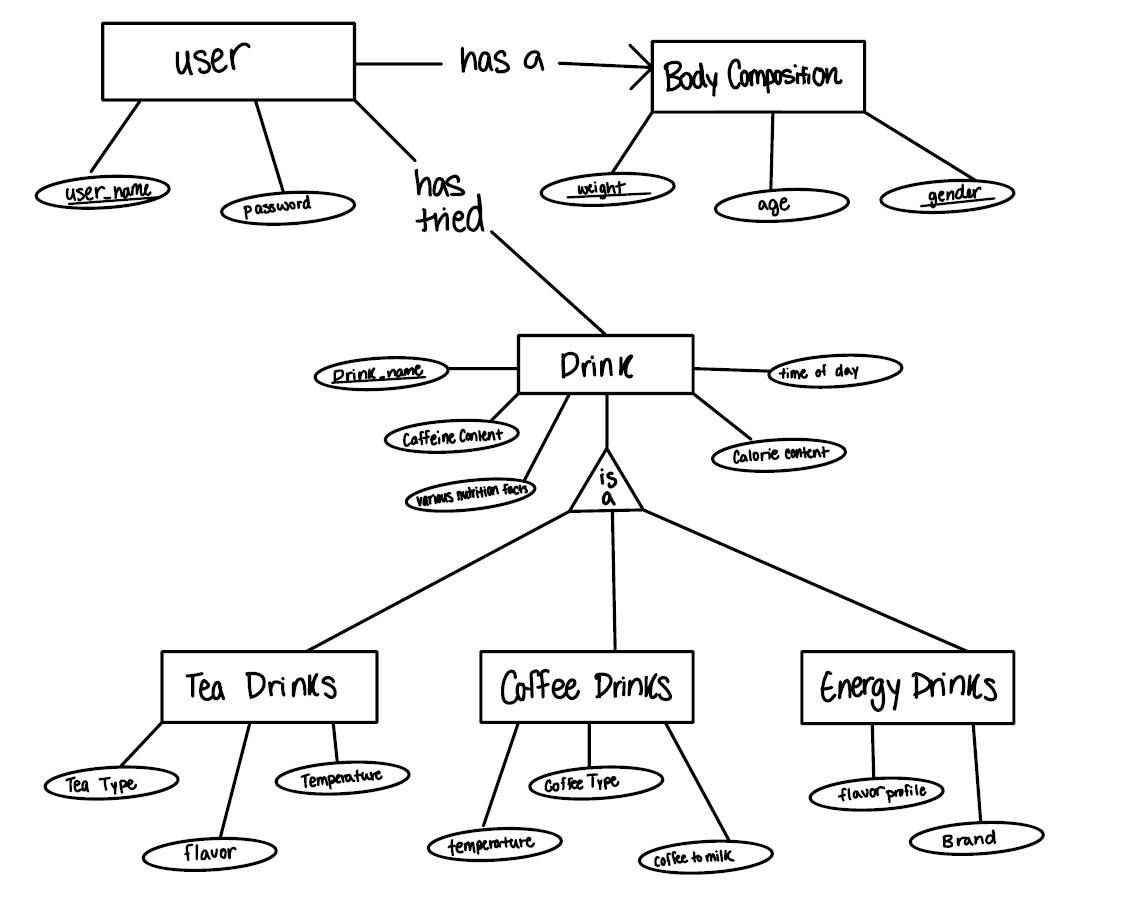 user
has a
Body Composition
user_name
password
has
tried
weight
age
gender
Drink
Drink_name
time of day
Caffeine Content
Calorie content
various nutrition facts
is
a
Tea Drinks
Coffee Drinks
Energy Drinks
Tea Type
Temperature
Coffee Type
flavor profile
flavor
temperature
Coffee to milk
Brand